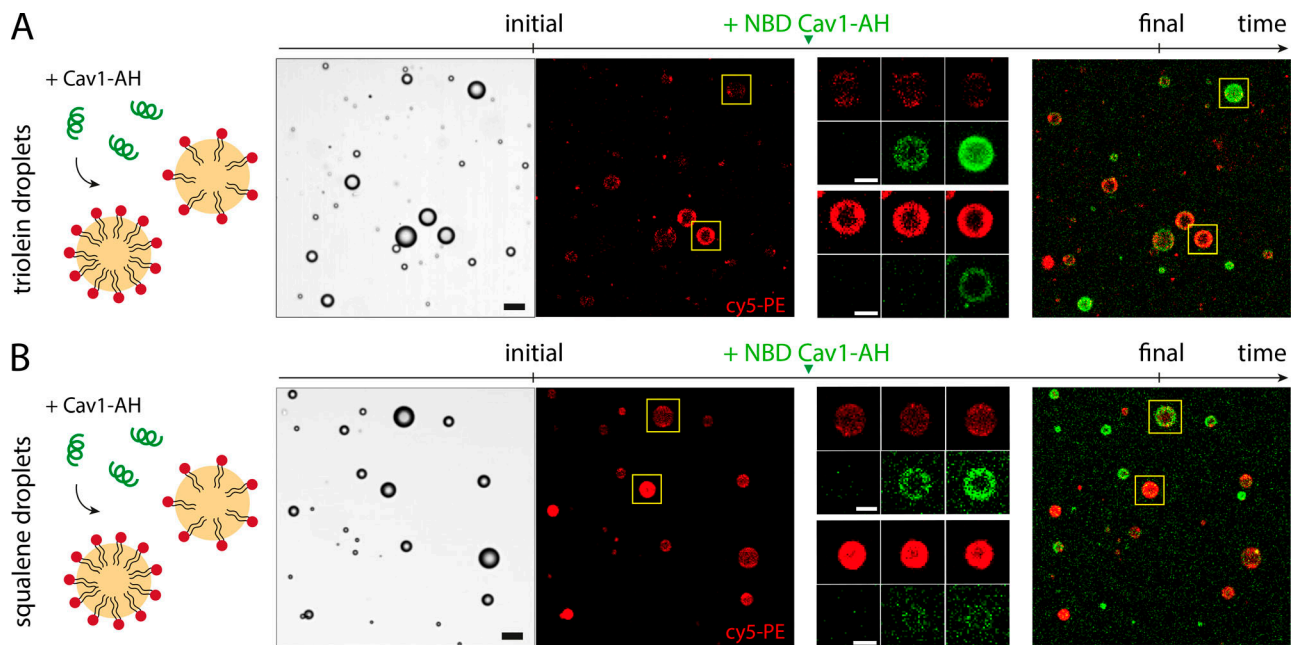 A
initial
+ NBD Cav1-AH
final
time
+ Cav1-AH
triolein droplets
cy5-PE
B
initial
+ NBD Cav1-AH
final
time
+ Cav1-AH
squalene droplets
cy5-PE